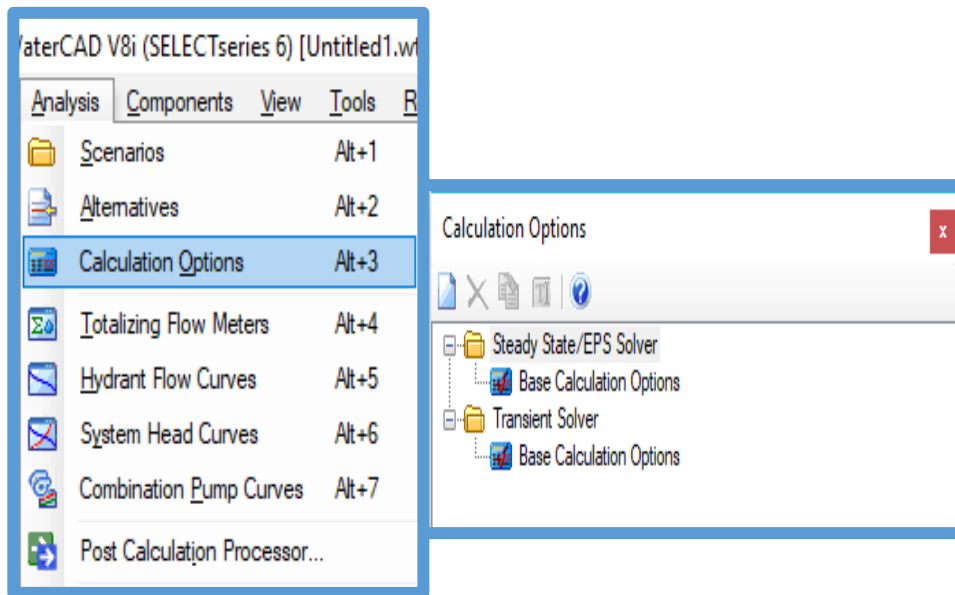 /aterCAD V8i (SELECTseries 6) [Untitled1.wt
Analysis Components View Tools R
Scenarios Alt+1
Alternatives Alt+2
Calculation Options Alt+3
Totalizing Flow Meters Alt+4
Hydrant Flow Curves Alt+5
System Head Curves Alt+6
Combination Pump Curves Alt+7
Post Calculation Processor...
Calculation Options x
Steady State/EPS Solver
Base Calculation Options
Transient Solver
Base Calculation Options